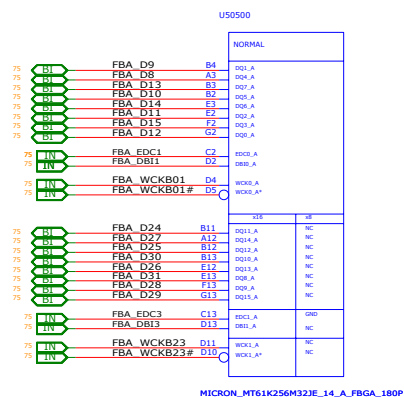 U50500
NORMAL
75 BI FBA_D9 B4 DQ1_A
75 BI FBA_D8 A3 DQ4_A
75 BI FBA_D13 B3 DQ7_A
75 BI FBA_D10 B2 DQ5_A
75 BI FBA_D14 E3 DQ6_A
75 BI FBA_D11 E2 DQ2_A
75 BI FBA_D15 F2 DQ3_A
75 BI FBA_D12 G2 DQ0_A
75 IN FBA_EDC1 C2 EDC0_A
75 IN FBA_DBI1 D2 DBI0_A
75 IN FBA_WCKB01 D4 WCK0_A
75 IN FBA_WCKB01# D5 WCK0_A*
x16 x8
75 BI FBA_D24 B11 DQ11_A NC
75 BI FBA_D27 A12 DQ14_A NC
75 BI FBA_D25 B12 DQ12_A NC
75 BI FBA_D30 B13 DQ10_A NC
75 BI FBA_D26 E12 DQ13_A NC
75 BI FBA_D31 E13 DQ8_A NC
75 BI FBA_D28 F13 DQ9_A NC
75 BI FBA_D29 G13 DQ15_A NC
75 IN FBA_EDC3 C13 EDC1_A GND
75 IN FBA_DBI3 D13 DBI1_A NC
75 IN FBA_WCKB23 D11 WCK1_A NC
75 IN FBA_WCKB23# D10 WCK1_A* NC
MICRON_MT61K256M32JE_14_A_FBGA_180P